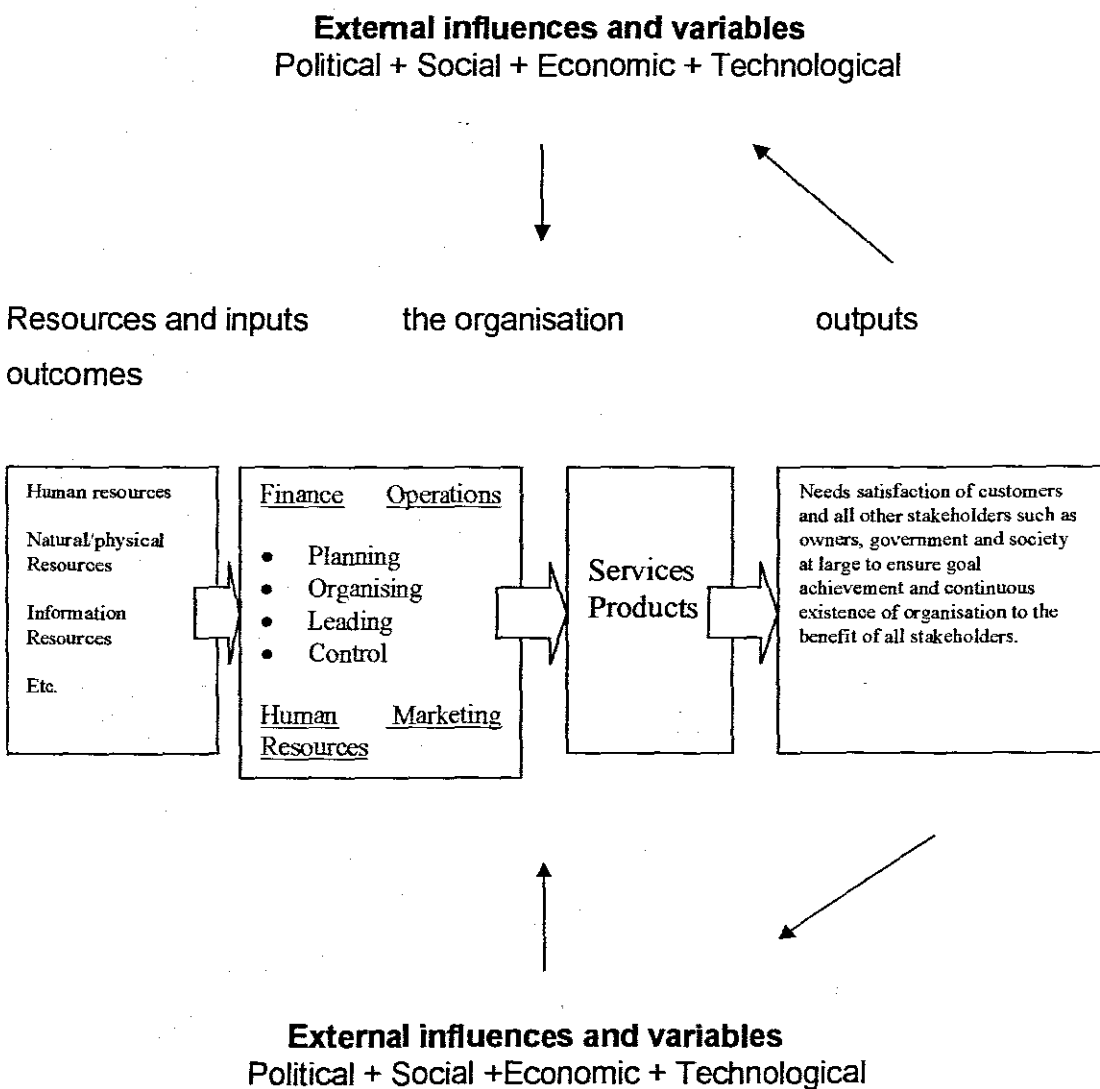 External influences and variables
Political + Social + Economic + Technological
Resources and inputs the organisation outputs
outcomes
Human resources
Natural/physical
Resources
Information
Resources
Etc.
Finance Operations
• Planning
• Organising
• Leading
• Control
Human Marketing
Resources
Services
Products
Needs satisfaction of customers
and all other stakeholders such as
owners, government and society
at large to ensure goal
achievement and continuous
existence of organisation to the
benefit of all stakeholders.
External influences and variables
Political + Social +Economic + Technological